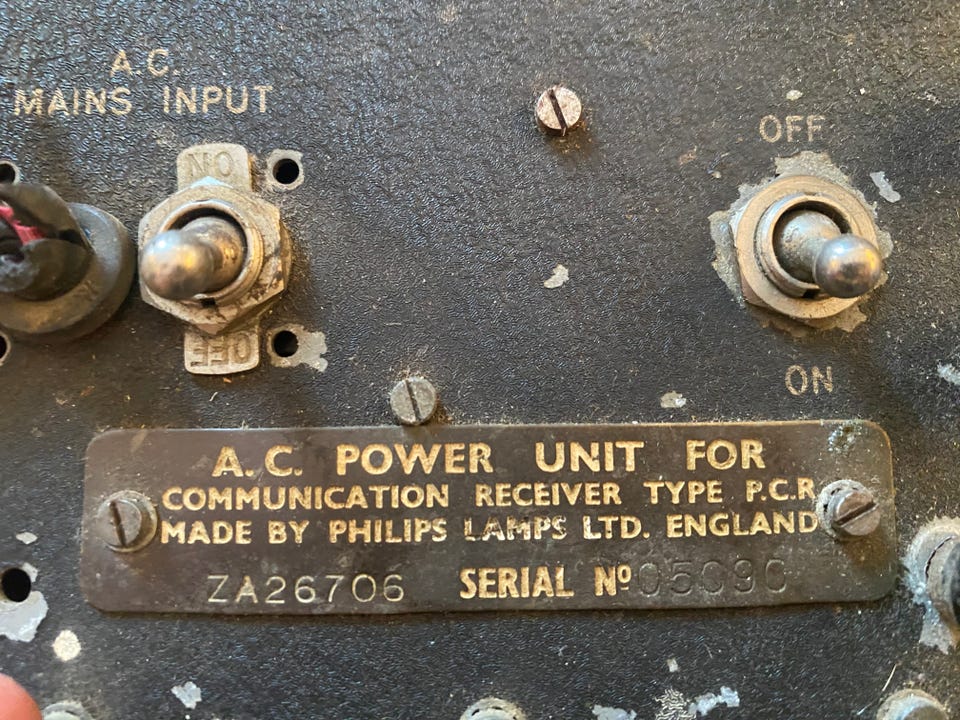 A.C.
MAINS INPUT
OFF
ON
OFF
ON
A.C. POWER UNIT FOR
COMMUNICATION RECEIVER TYPE P.C.R.
MADE BY PHILIPS LAMPS LTD. ENGLAND
ZA26706 SERIAL Nº 05090